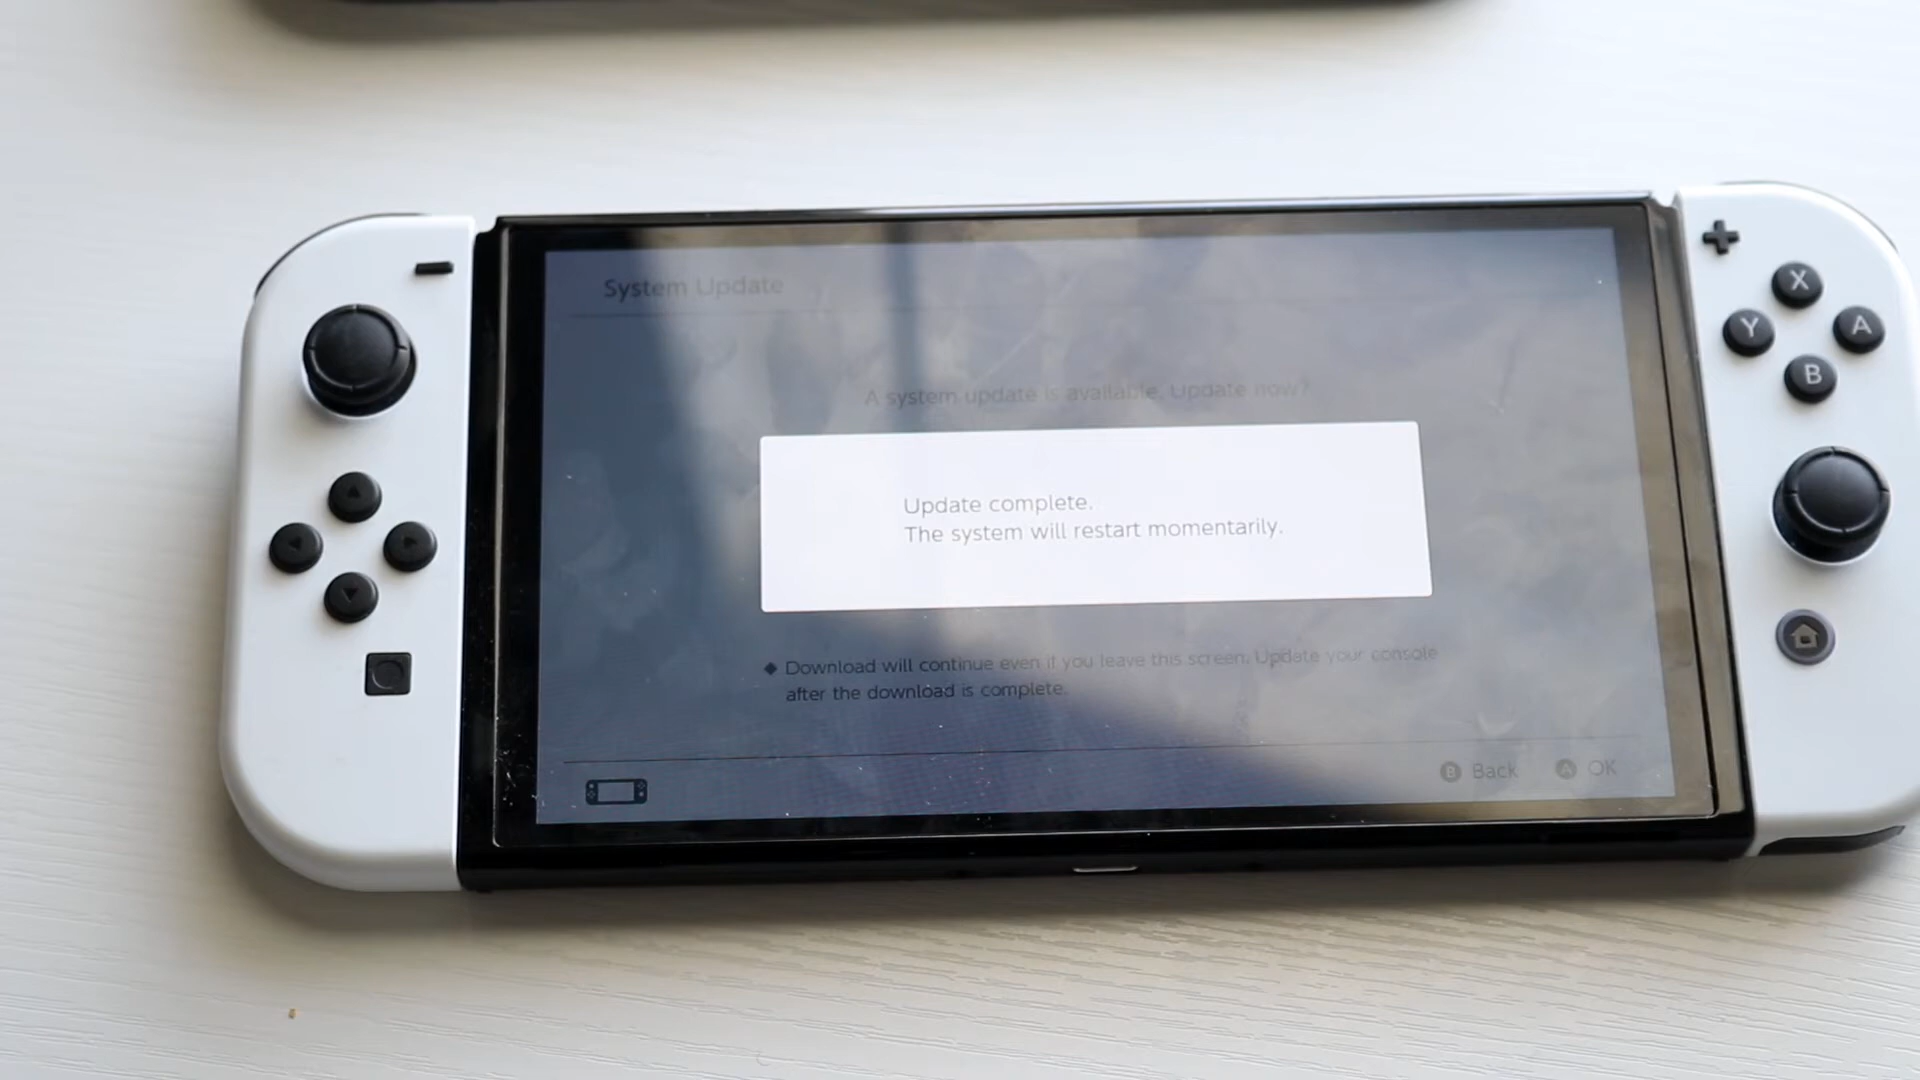 System Update
A system update is available. Update now?
Update complete.
The system will restart momentarily.
Download will continue even if you leave this screen. Update your console
after the download is complete.
B Back A OK
X
Y A
B